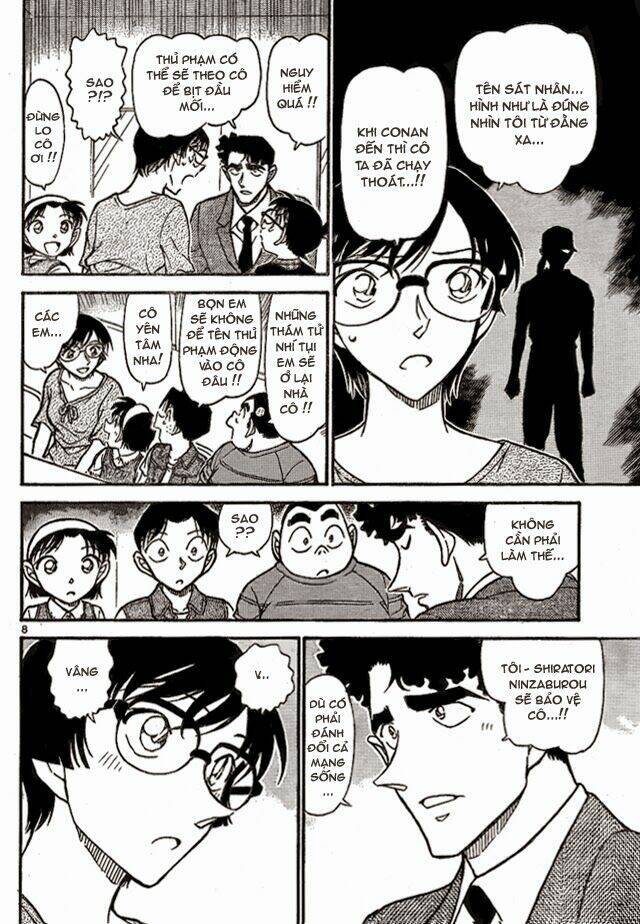 TÊN SÁT NHÂN...
HÌNH NHƯ LÀ ĐÚNG
NHÌN TÔI TỪ ĐẰNG
XA...
KHI CONAN
ĐẾN THÌ CÔ
TA ĐÃ CHẠY
THOÁT...!!
NGUY
HIỂM
QUÁ !!
THỦ PHẠM CÓ
THỂ SẼ THEO CÔ
ĐỂ BỊT ĐẦU
MỐI...
SAO
?!?
ĐỪNG
LO
CÔ
ƠI !!
NHỮNG
THÁM TỬ
NHÍ TỤI
EM SẼ
Ở LẠI
NHÀ
CÔ !!
BỌN EM
SẼ KHÔNG
ĐỂ TÊN THỦ
PHẠM ĐỘNG
VÀO CÔ
ĐÂU !!
CÔ
YÊN
TÂM
NHA!
CÁC
EM...
KHÔNG
CẦN PHẢI
LÀM THẾ...
SAO
??
8
TÔI - SHIRATORI
NINZABUROU
SẼ BẢO VỆ
CÔ...!!
DÙ CÓ
PHẢI
ĐÁNH
ĐỔI CẢ
MẠNG
SỐNG...
V..
VÂNG
...